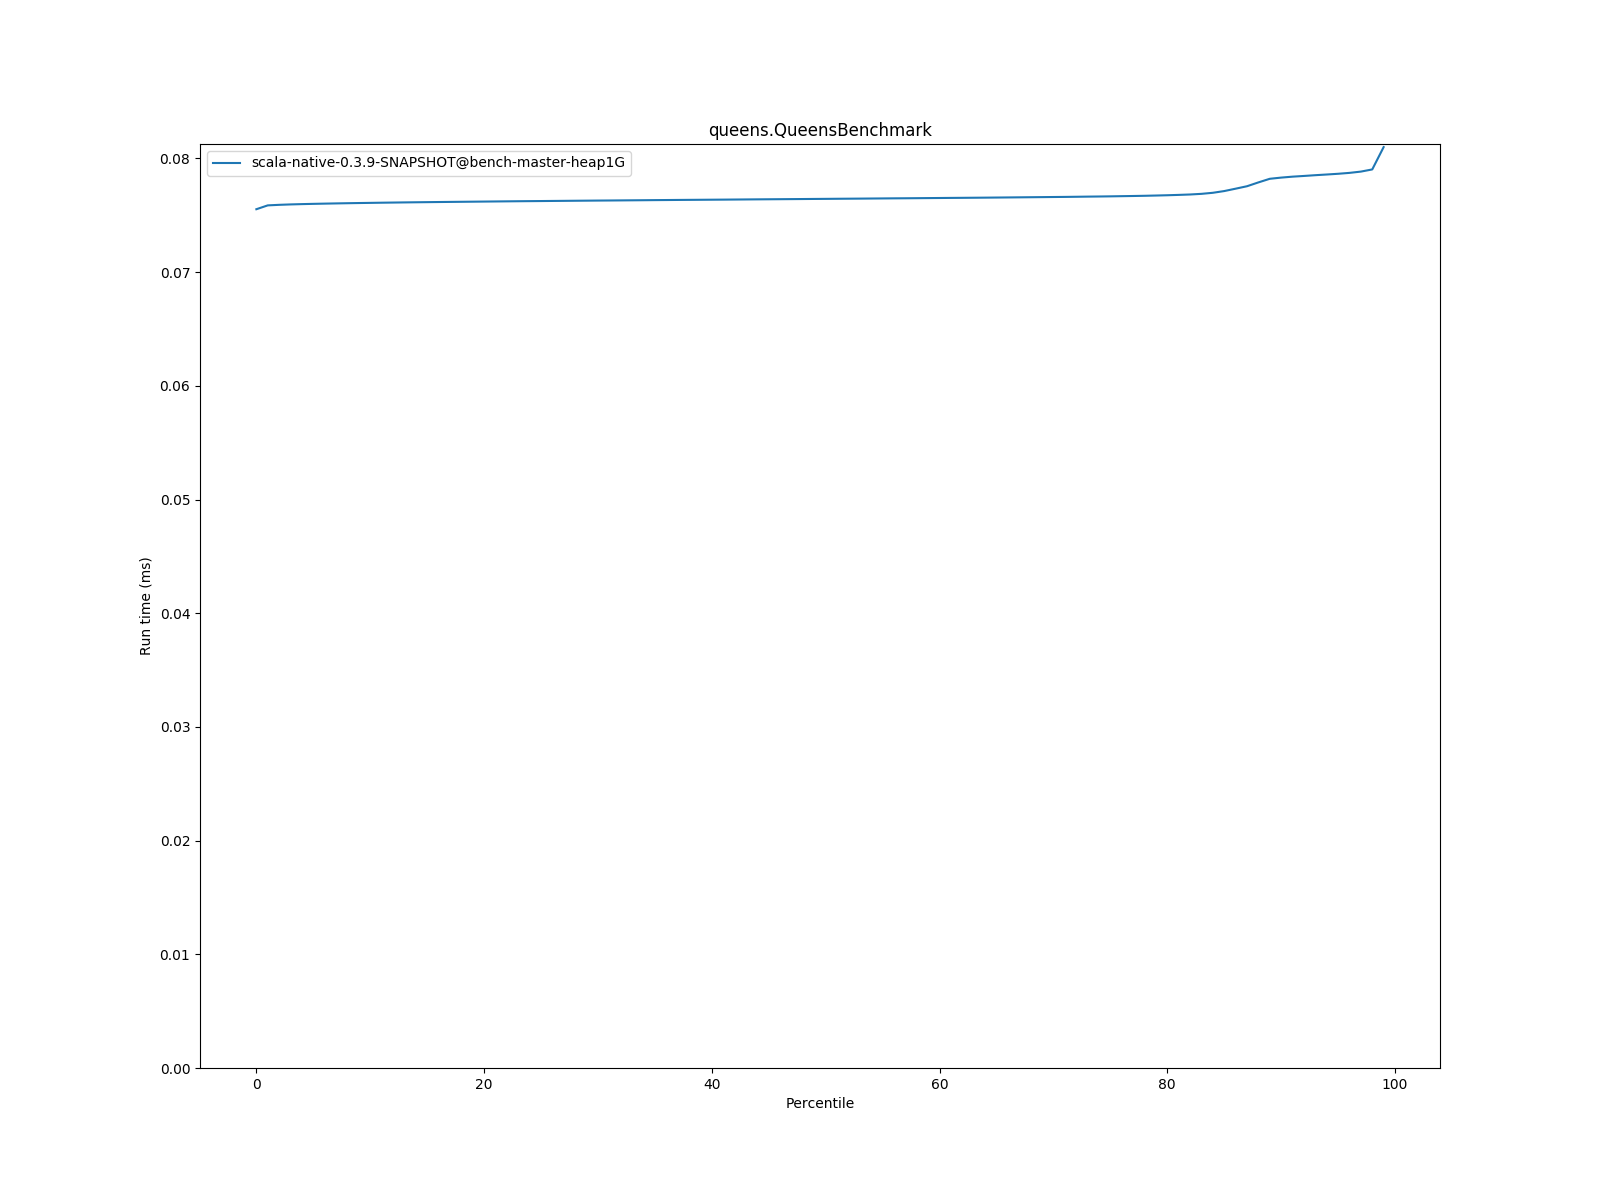 queens.QueensBenchmark
scala-native-0.3.9-SNAPSHOT@bench-master-heap1G
0.08
0.07
0.06
0.05
0.04
0.03
0.02
0.01
0.00
Run time (ms)
0 20 40 60 80 100
Percentile